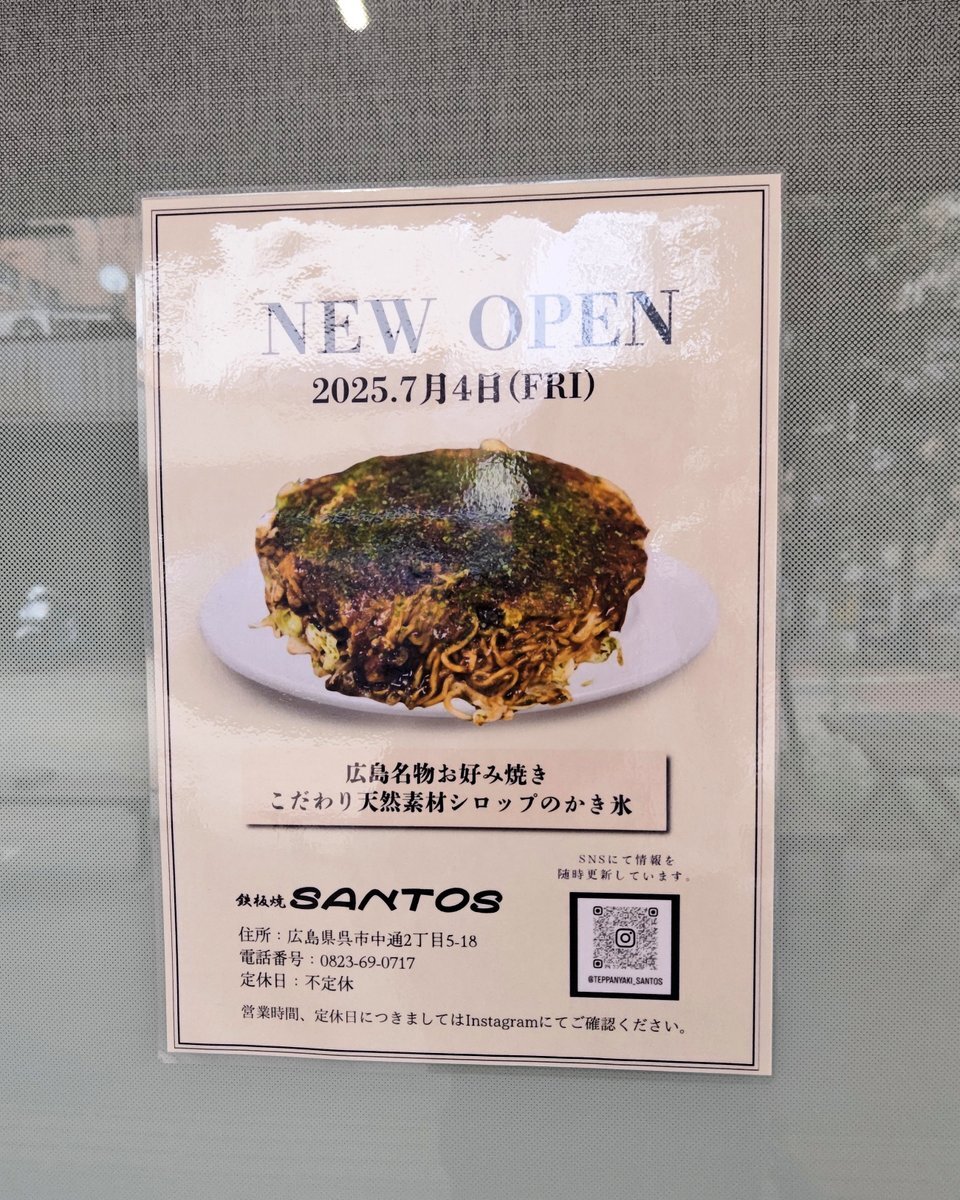 NEW OPEN
2025.7月4日(FRI)
広島名物お好み焼き
こだわり天然素材シロップのかき氷
SNSにて情報を
随時更新しています。
鉄板焼 SANTOS
住所：広島県呉市中通2丁目5-18
電話番号：0823-69-0717
定休日：不定休
@TEPPANYAKI_SANTOS
営業時間、定休日につきましてはInstagramにてご確認ください。